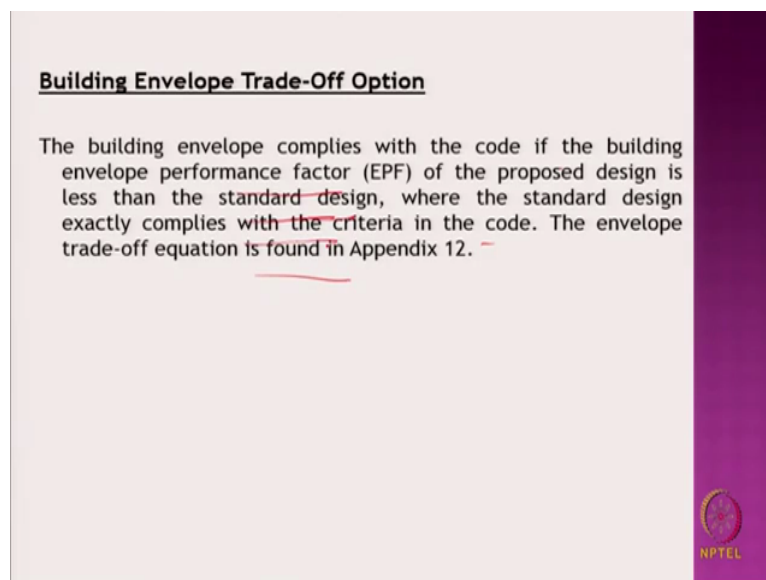 Building Envelope Trade-Off Option
The building envelope complies with the code if the building
envelope performance factor (EPF) of the proposed design is
less than the standard design, where the standard design
exactly complies with the criteria in the code. The envelope
trade-off equation is found in Appendix 12.
NPTEL